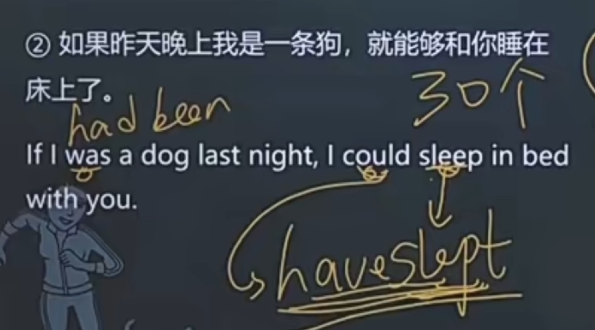 ② 如果昨天晚上我是一条狗，就能够和你睡在
床上了。
had been
30个
If I was a dog last night, I could sleep in bed
with you.
have slept